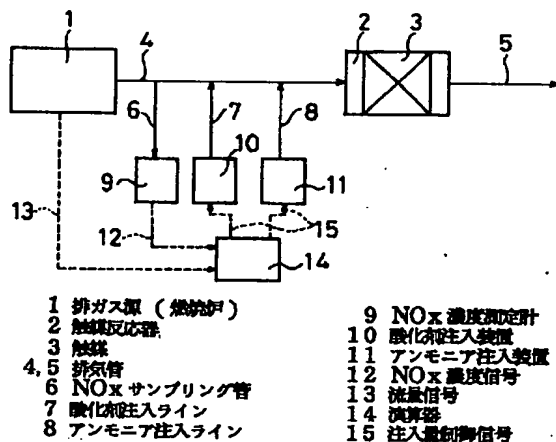 1
4
2
3
5
6
7
8
9
10
11
13
12
15
14
1 排ガス源 (燃焼炉)
2 触媒反応器
3 触媒
4,5 排気管
6 NOx サンプリング管
7 酸化剤注入ライン
8 アンモニア注入ライン
9 NOx 濃度測定計
10 酸化剤注入装置
11 アンモニア注入装置
12 NOx 濃度信号
13 流量信号
14 演算器
15 注入量制御信号